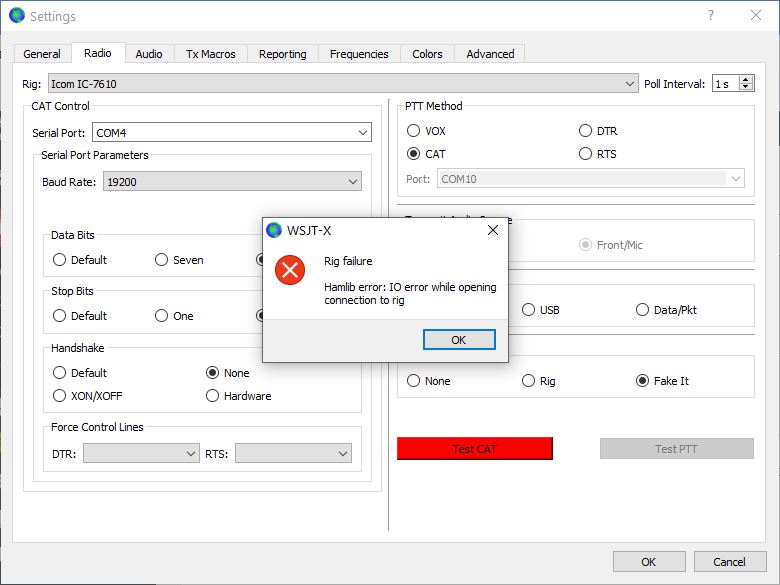 Settings
General Radio Audio Tx Macros Reporting Frequencies Colors Advanced
Rig: Icom IC-7610 Poll Interval: 1 s
CAT Control
Serial Port: COM4
Serial Port Parameters
Baud Rate: 19200
Data Bits
Default Seven
Stop Bits
Default One
Handshake
Default None
XON/XOFF Hardware
Force Control Lines
DTR: RTS:
PTT Method
VOX DTR
CAT RTS
Port: COM10
Front/Mic
USB Data/Pkt
None Rig Fake It
Test CAT Test PTT
WSJT-X
Rig failure
Hamlib error: IO error while opening
connection to rig
OK
OK Cancel